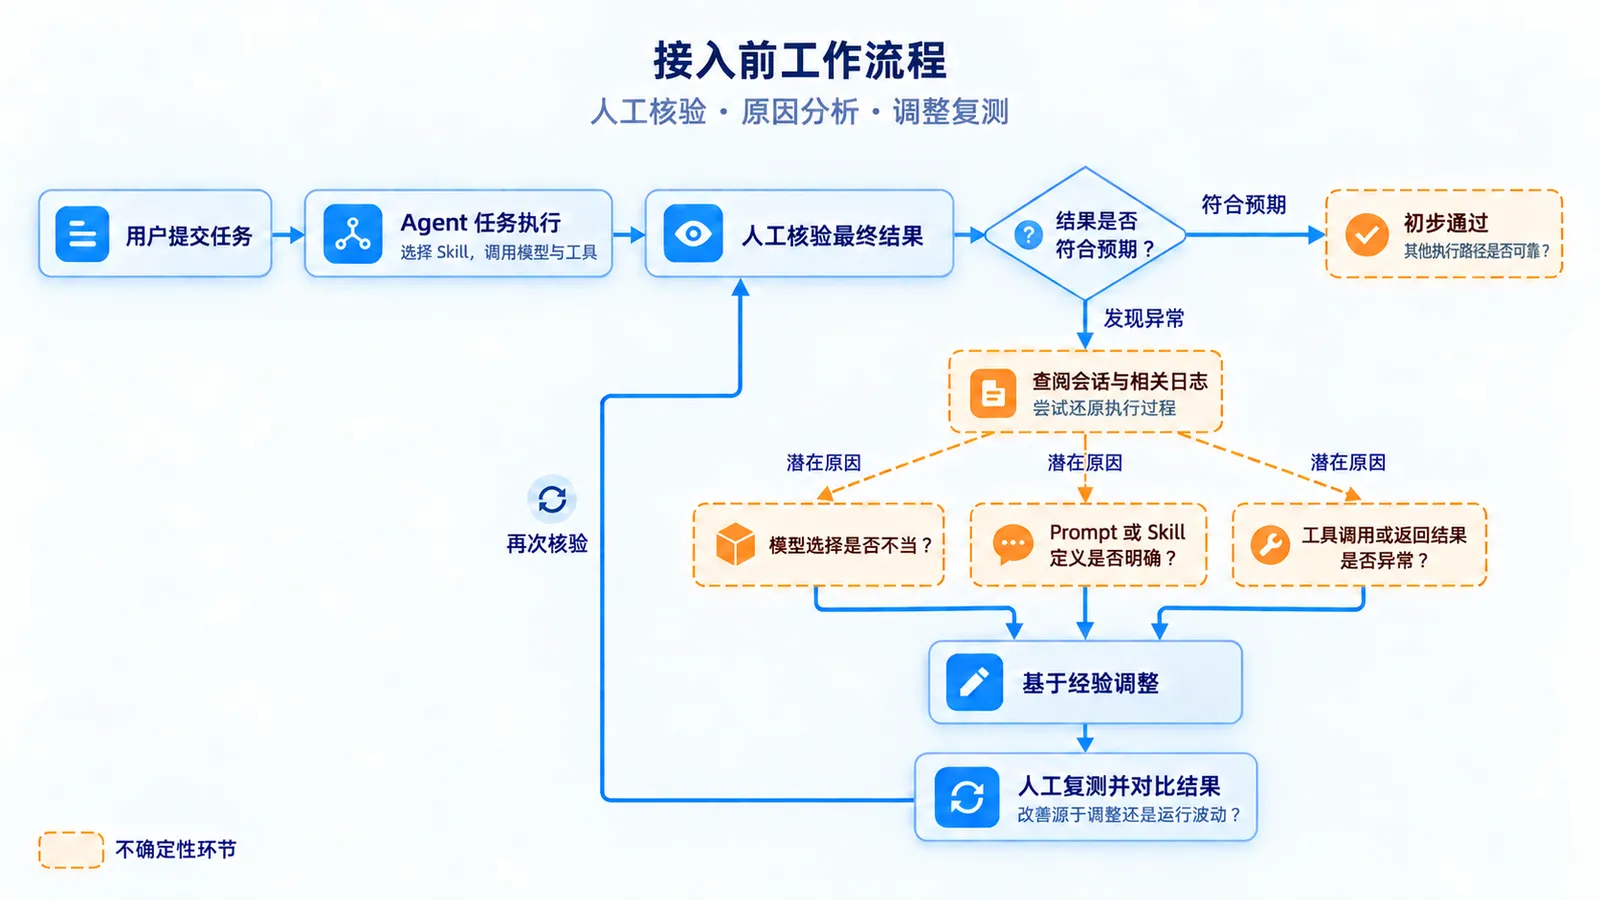 接入前工作流程
人工核验·原因分析·调整复测
用户提交任务
Agent 任务执行
选择 Skill，调用模型与工具
人工核验最终结果
结果是否
符合预期？
符合预期
初步通过
其他执行路径是否可靠？
发现异常
查阅会话与相关日志
尝试还原执行过程
潜在原因
潜在原因
潜在原因
模型选择是否不当？
Prompt 或 Skill
定义是否明确？
工具调用或返回结果
是否异常？
再次核验
基于经验调整
人工复测并对比结果
改善源于调整还是运行波动？
不确定性环节